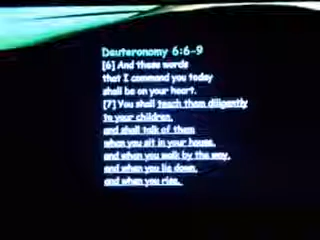 Deuteronomy 6:6-9
[6] And these words
that I command you today
shall be on your heart.
[7] You shall teach them diligently
to your children,
and shall talk of them
when you sit in your house,
and when you walk by the way,
and when you lie down,
and when you rise.